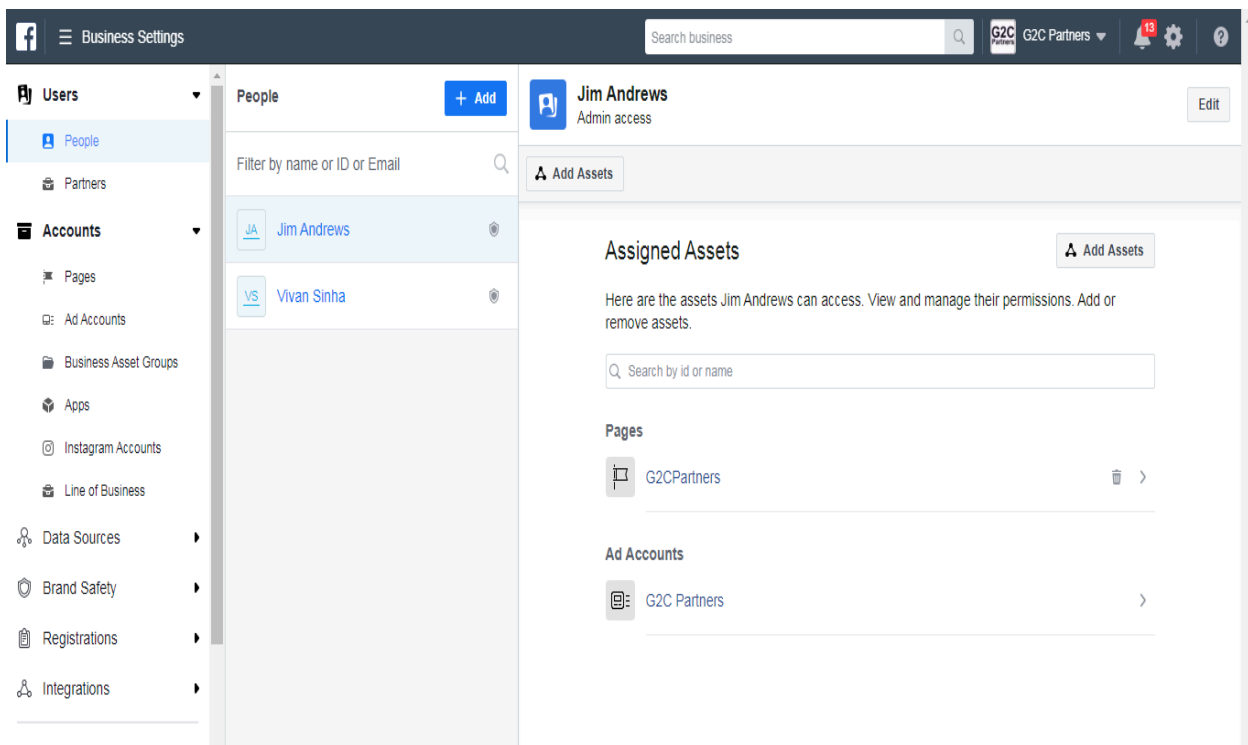 Business Settings
Search business
G2C Partners
G2C Partners
13
Users
People
Partners
Accounts
Pages
Ad Accounts
Business Asset Groups
Apps
Instagram Accounts
Line of Business
Data Sources
Brand Safety
Registrations
Integrations
People
+ Add
Filter by name or ID or Email
JA Jim Andrews
VS Vivan Sinha
Jim Andrews
Admin access
Edit
Add Assets
Assigned Assets
Add Assets
Here are the assets Jim Andrews can access. View and manage their permissions. Add or
remove assets.
Search by id or name
Pages
G2CPartners
Ad Accounts
G2C Partners